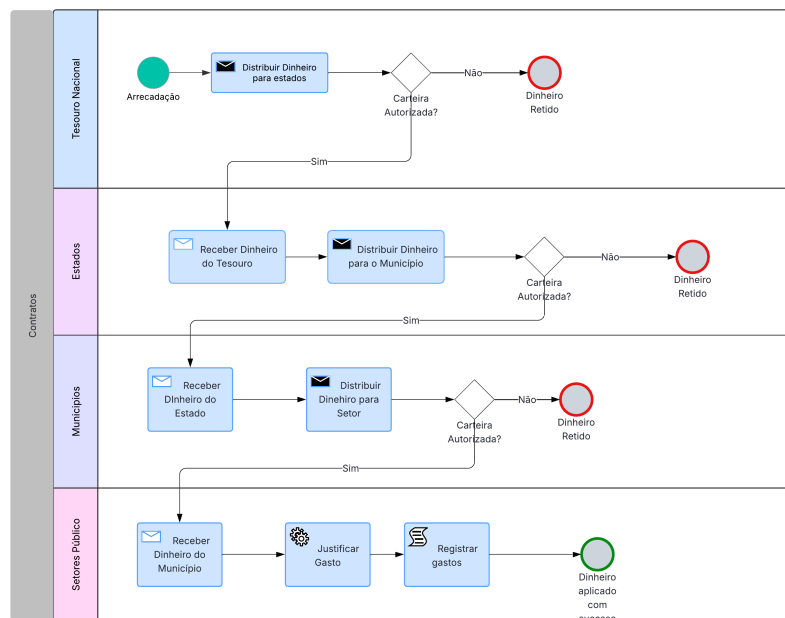 Contratos
Tesouro Nacional
Arrecadação
Distribuir Dinheiro
para estados
Carteira
Autorizada?
Não
Dinheiro
Retido
Sim
Estados
Receber Dinheiro
do Tesouro
Distribuir Dinheiro
para o Município
Carteira
Autorizada?
Não
Dinheiro
Retido
Sim
Municipios
Receber
DInheiro do
Estado
Distribuir
Dinehiro para
Setor
Carteira
Autorizada?
Não
Dinheiro
Retido
Sim
Setores Público
Receber
Dinheiro do
Município
Justificar
Gasto
Registrar
gastos
Dinheiro
aplicado
com